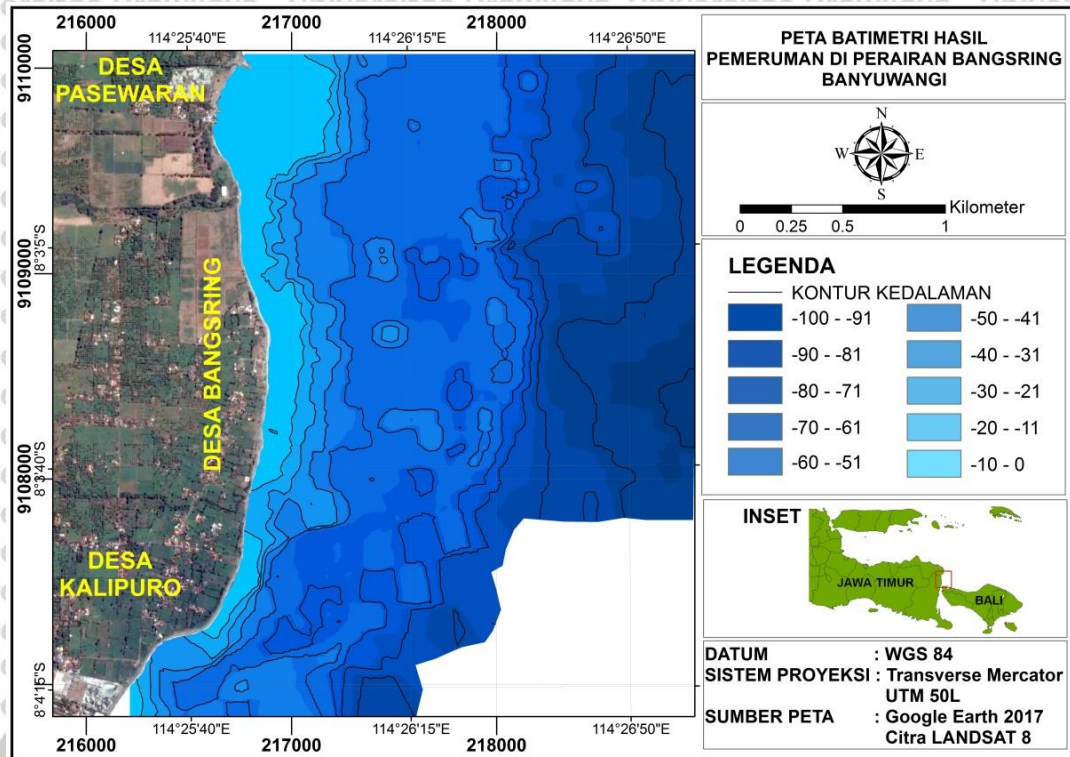 216000 217000 218000
114°25'40"E 114°26'15"E 114°26'50"E
9110000
9109000
8°3'5"S
9108000
8°3'40"S
8°4'15"S
DESA
PASEWARAN
DESA BANGSRING
DESA
KALIPURO
216000 217000 218000
114°25'40"E 114°26'15"E 114°26'50"E
PETA BATIMETRI HASIL
PEMERUMAN DI PERAIRAN BANGSRING
BANYUWANGI
N
W E
S
Kilometer
0 0.25 0.5 1
LEGENDA
KONTUR KEDALAMAN
-100 - -91 -50 - -41
-90 - -81 -40 - -31
-80 - -71 -30 - -21
-70 - -61 -20 - -11
-60 - -51 -10 - 0
INSET
JAWA TIMUR
BALI
DATUM : WGS 84
SISTEM PROYEKSI : Transverse Mercator
UTM 50L
SUMBER PETA : Google Earth 2017
Citra LANDSAT 8